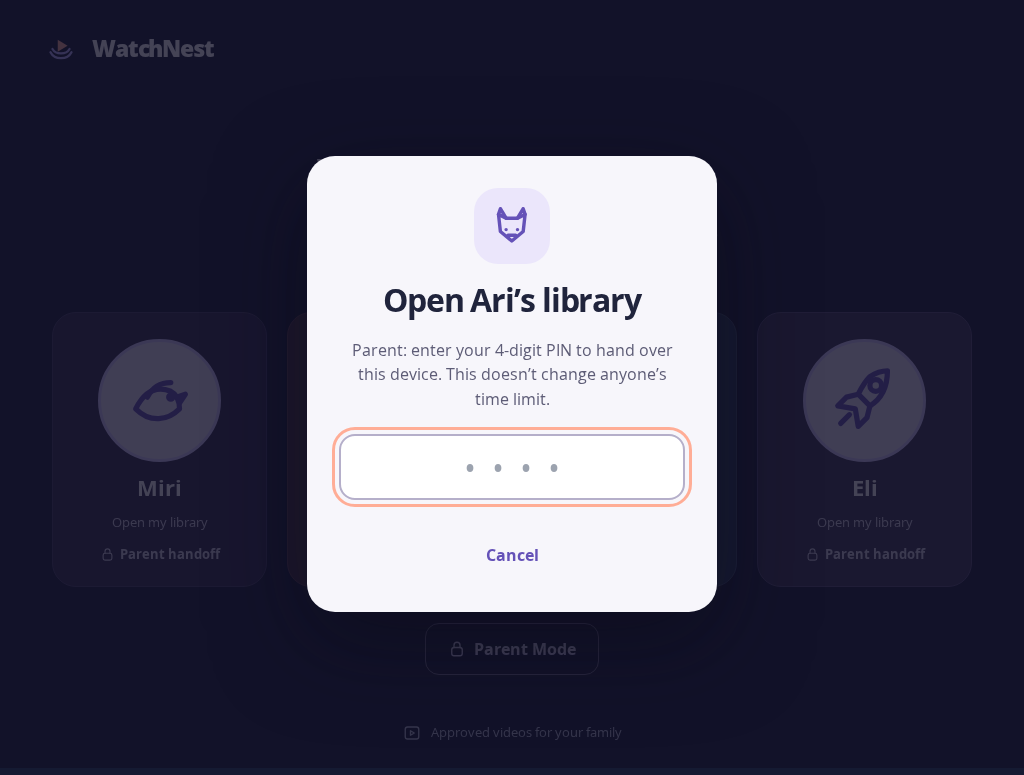 WatchNest
Open Ari’s library
Parent: enter your 4-digit PIN to hand over
this device. This doesn’t change anyone’s
time limit.
Cancel
Miri
Open my library
Parent handoff
Eli
Open my library
Parent handoff
Parent Mode
Approved videos for your family